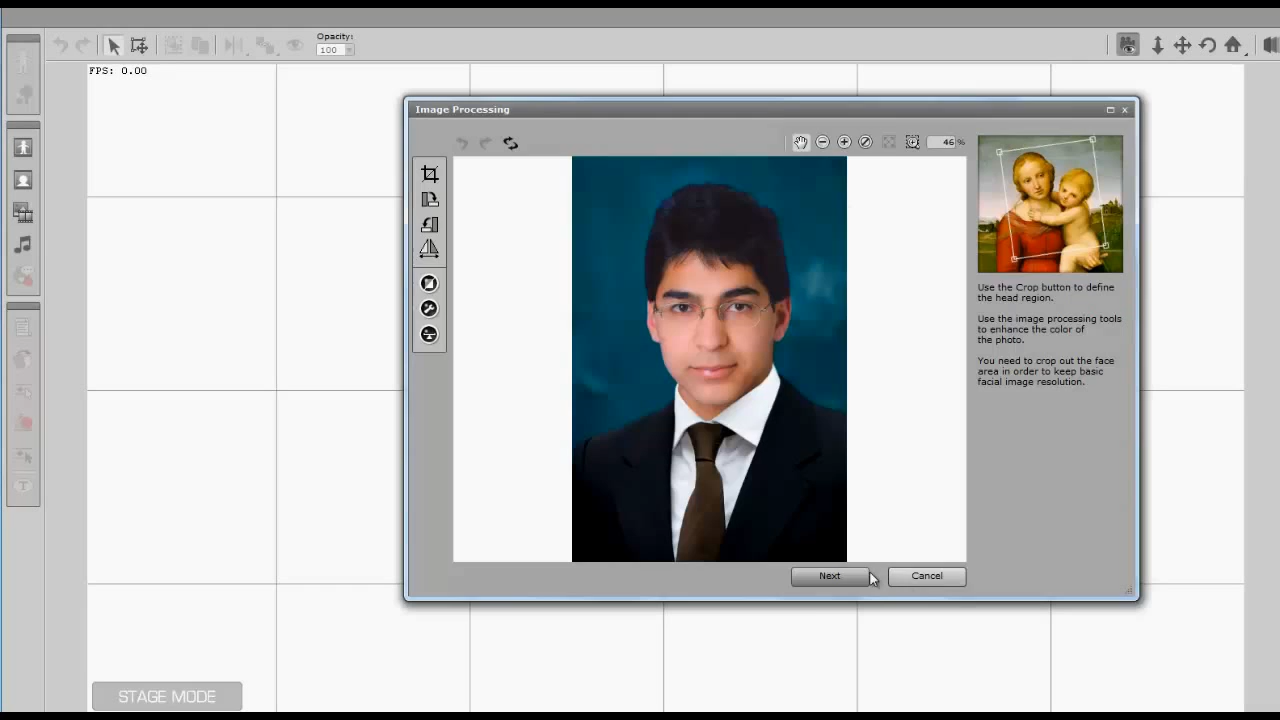 Opacity:
100
FPS: 0.00
Image Processing
46 %
Use the Crop button to define
the head region.
Use the image processing tools
to enhance the color of
the photo.
You need to crop out the face
area in order to keep basic
facial image resolution.
Next
Cancel
STAGE MODE